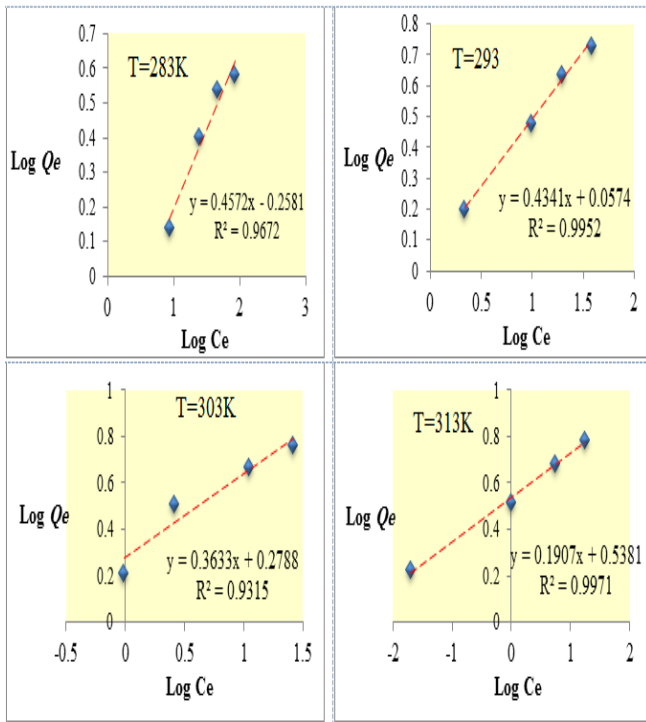 T=283K
0.7
0.6
0.5
0.4
0.3
0.2
0.1
0
Log Qe
y = 0.4572x - 0.2581
R² = 0.9672
0 1 2 3
Log Ce
T=293
0.8
0.7
0.6
0.5
0.4
0.3
0.2
0.1
0
Log Qe
y = 0.4341x + 0.0574
R² = 0.9952
0 0.5 1 1.5 2
Log Ce
T=303K
1
0.8
0.6
0.4
0.2
0
Log Qe
y = 0.3633x + 0.2788
R² = 0.9315
-0.5 0 0.5 1 1.5
Log Ce
T=313K
1
0.8
0.6
0.4
0.2
0
Log Qe
y = 0.1907x + 0.5381
R² = 0.9971
-2 -1 0 1 2
Log Ce